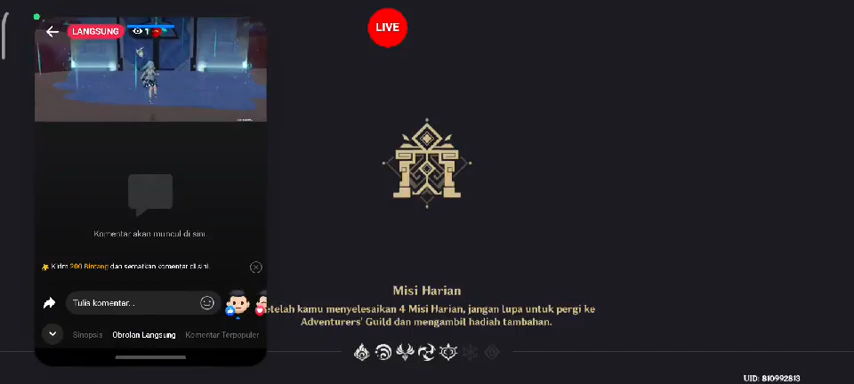 LANGSUNG
1
LIVE
Komentar akan muncul di sini.
Kirim 200 Bintang dan sematkan komentar di sini.
Tulis komentar...
Sinopsis
Obrolan Langsung
Komentar Terpopuler
Misi Harian
etelah kamu menyelesaikan 4 Misi Harian, jangan lupa untuk pergi ke
Adventurers' Guild dan mengambil hadiah tambahan.
UID: 810992813